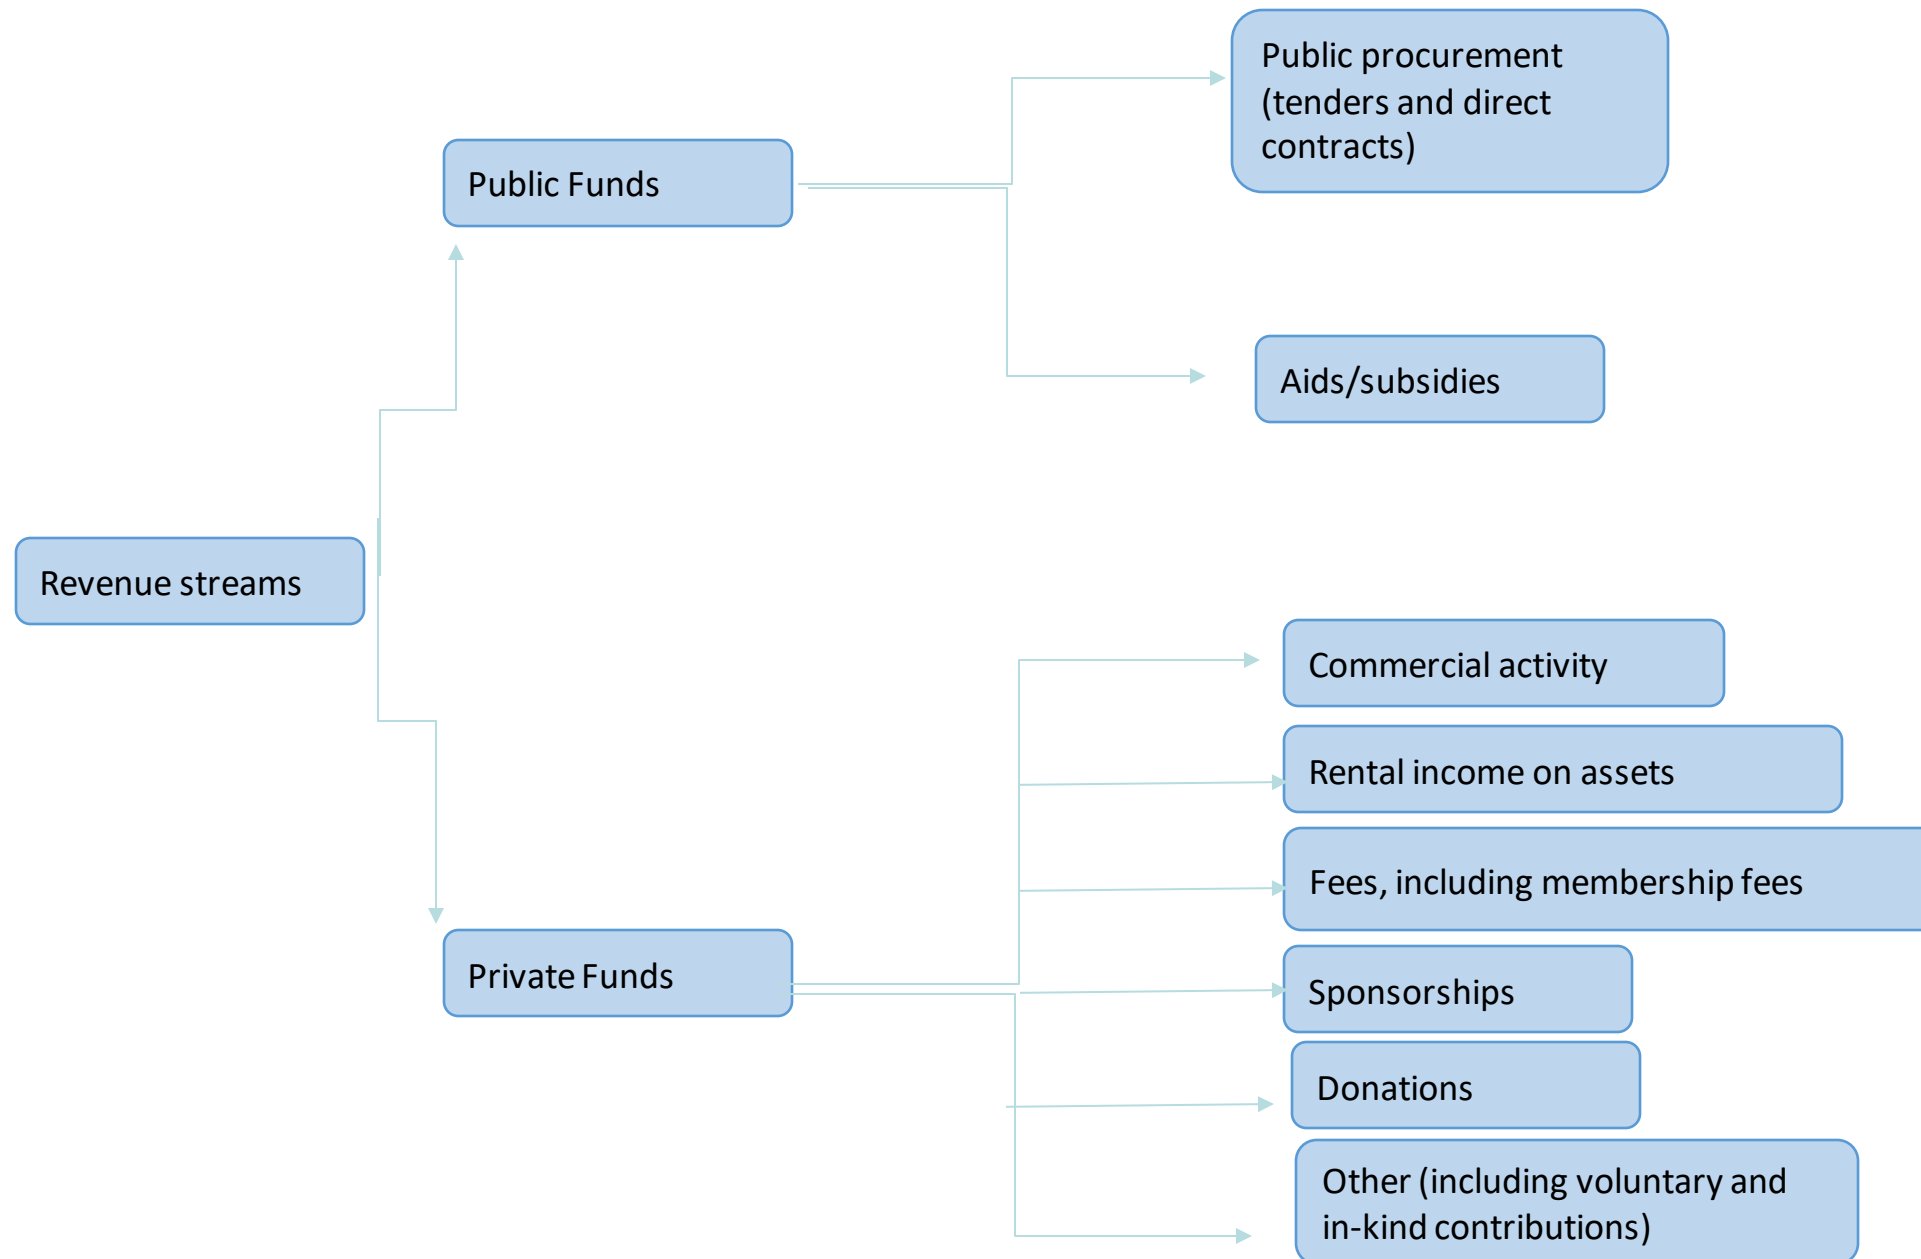 Public procurement
(tenders and direct
contracts)
Public Funds
Aids/subsidies
Revenue streams
Commercial activity
Rental income on assets
Fees, including membership fees
Private Funds
Sponsorships
Donations
Other (including voluntary and
in-kind contributions)